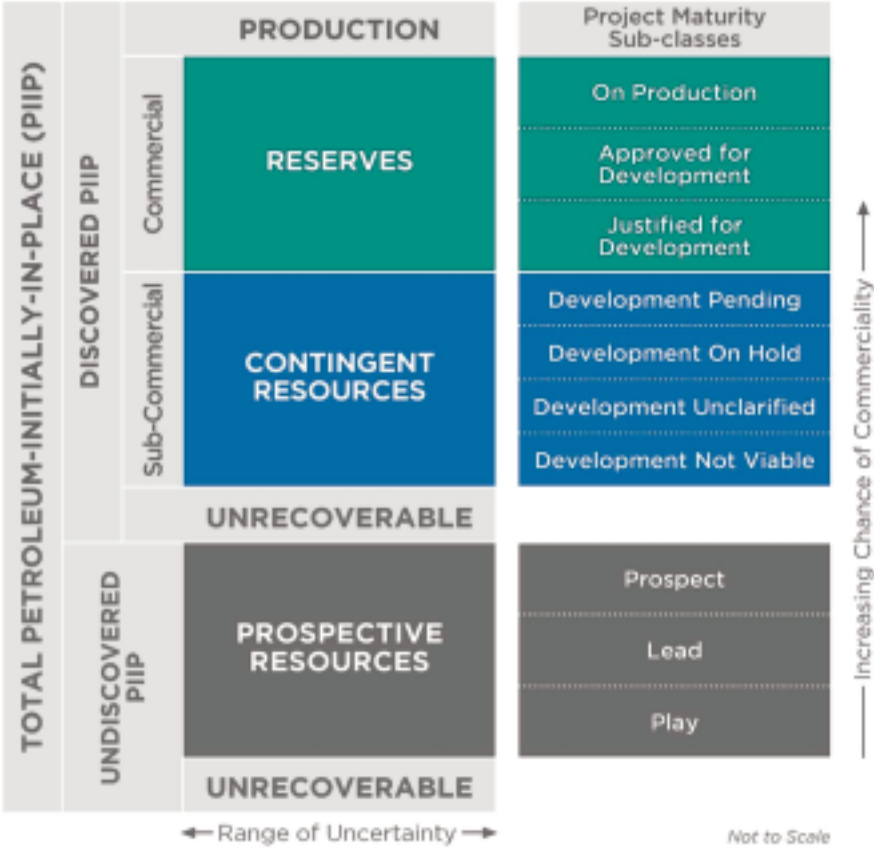 TOTAL PETROLEUM-INITIALLY-IN-PLACE (PIIP)
DISCOVERED PIIP
UNDISCOVERED
PIIP
Commercial
Sub-Commercial
PRODUCTION
RESERVES
CONTINGENT
RESOURCES
UNRECOVERABLE
PROSPECTIVE
RESOURCES
UNRECOVERABLE
Range of Uncertainty
Project Maturity
Sub-classes
On Production
Approved for
Development
Justified for
Development
Development Pending
Development On Hold
Development Unclarified
Development Not Viable
Prospect
Lead
Play
Increasing Chance of Commerciality
Not to Scale